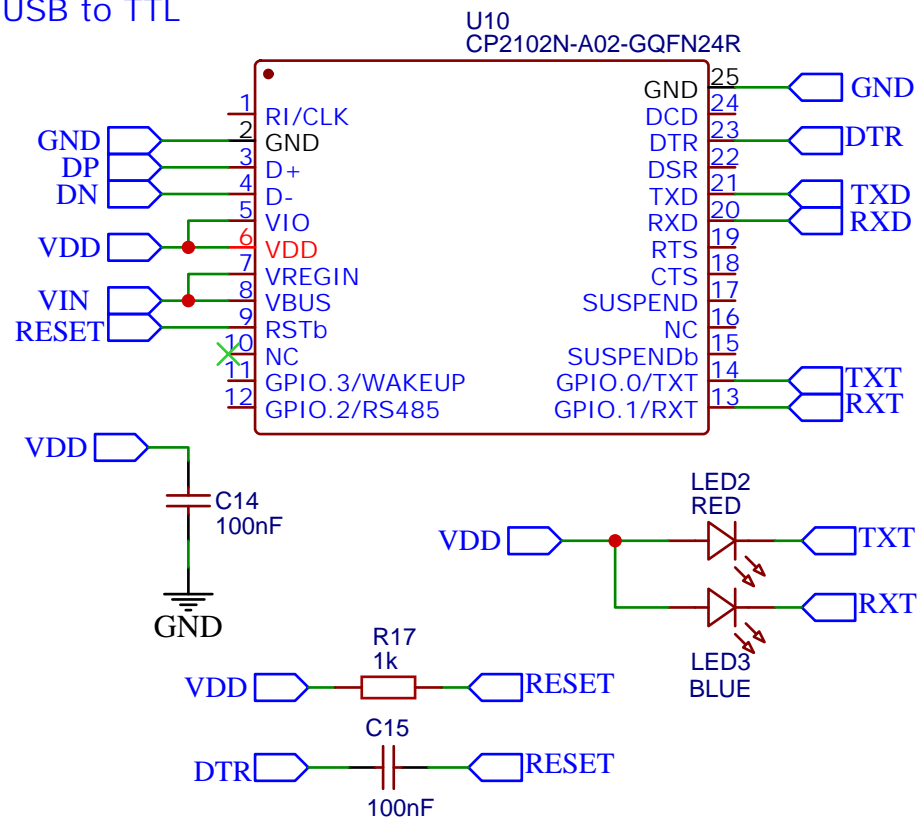 USB to TTL
U10
CP2102N-A02-GQFN24R
1 RI/CLK
2 GND
3 D+
4 D-
5 VIO
6 VDD
7 VREGIN
8 VBUS
9 RSTb
10 NC
11 GPIO.3/WAKEUP
12 GPIO.2/RS485
GND
DP
DN
VDD
VIN
RESET
GND 25
DCD 24
DTR 23
DSR 22
TXD 21
RXD 20
RTS 19
CTS 18
SUSPEND 17
NC 16
SUSPENDb 15
GPIO.0/TXT 14
GPIO.1/RXT 13
GND
DTR
TXD
RXD
TXT
RXT
VDD
C14
100nF
GND
LED2
RED
VDD
TXT
RXT
LED3
BLUE
R17
1k
VDD
RESET
C15
DTR
RESET
100nF